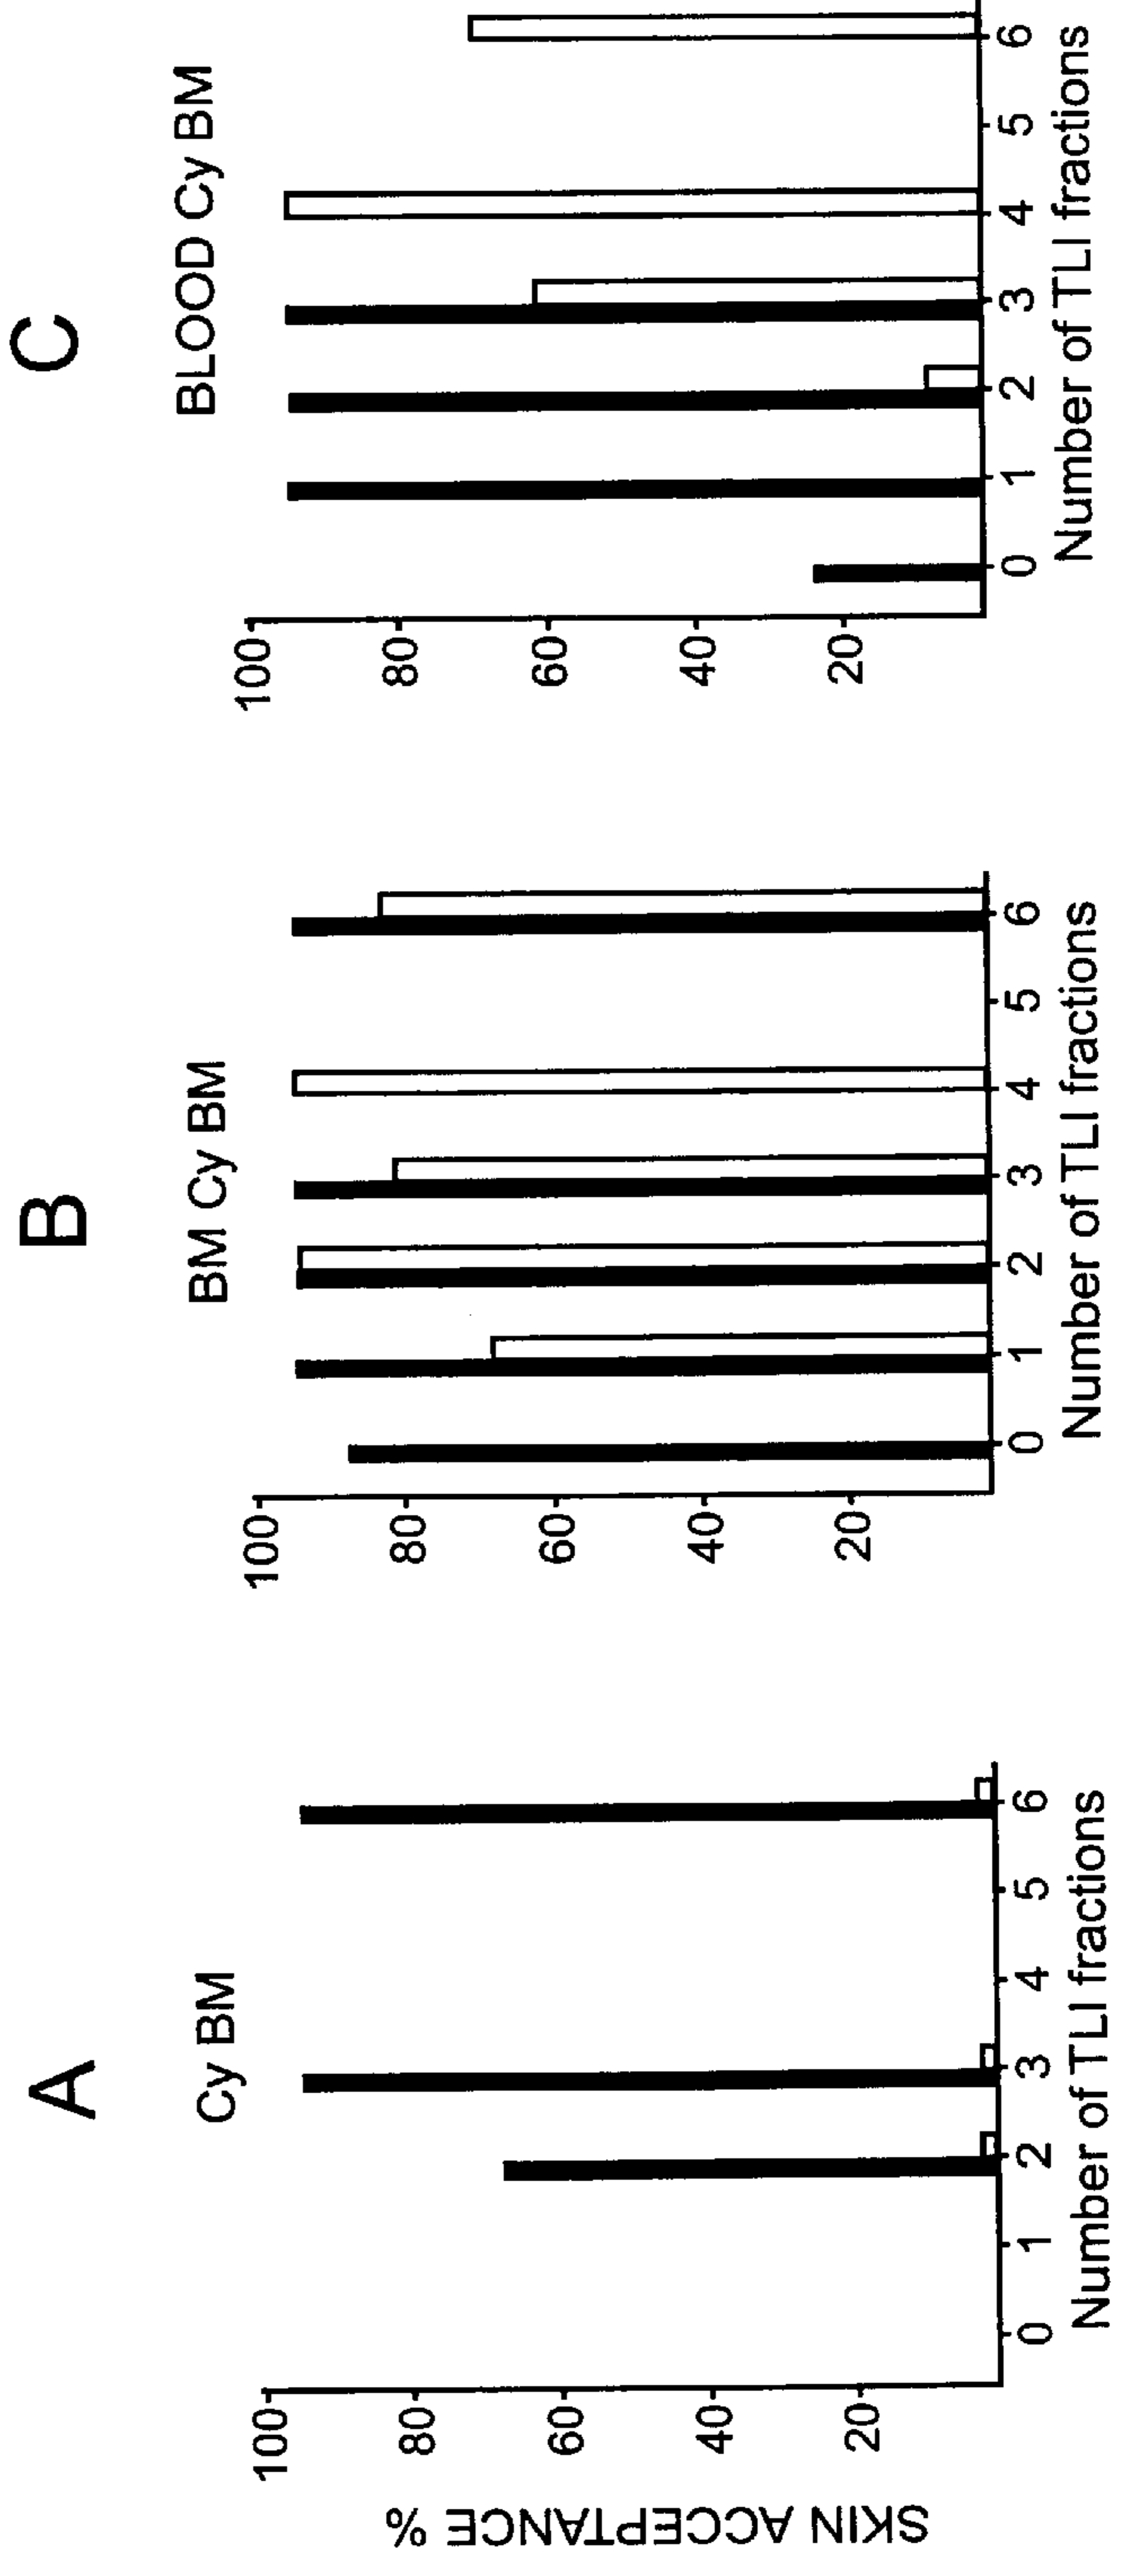 A
Cy BM
SKIN ACCEPTANCE %
100
80
60
40
20
0 1 2 3 4 5 6
Number of TLI fractions
B
BM Cy BM
100
80
60
40
20
0 1 2 3 4 5 6
Number of TLI fractions
C
BLOOD Cy BM
100
80
60
40
20
0 1 2 3 4 5 6
Number of TLI fractions